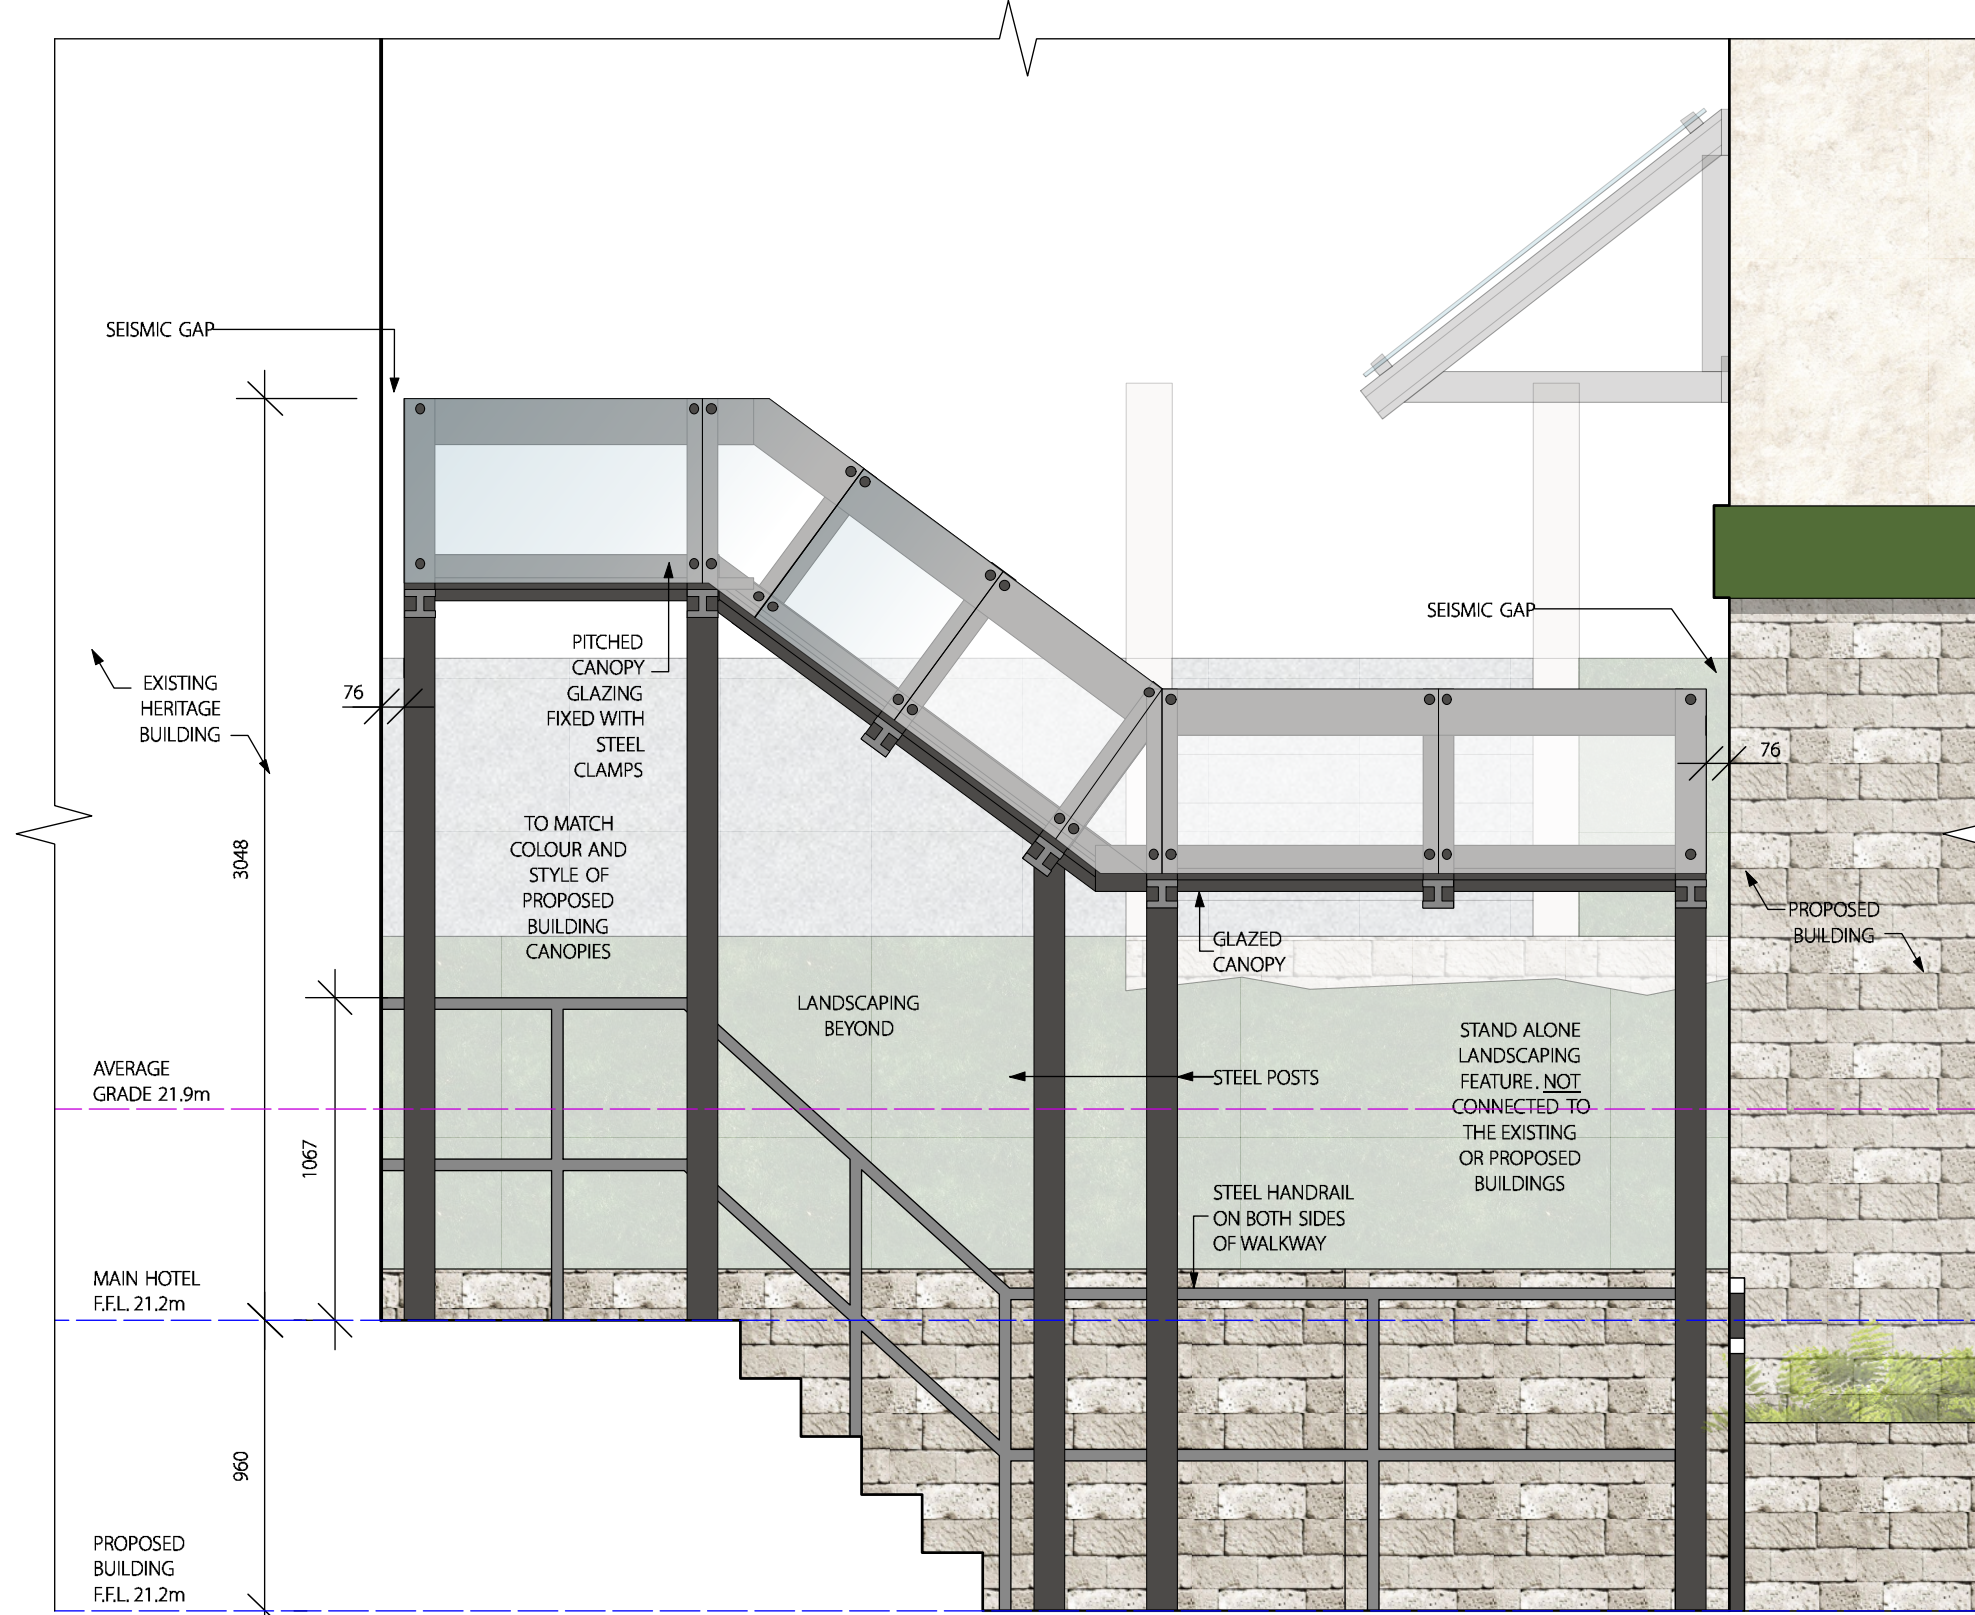 SEISMIC GAP
PITCHED
CANOPY
GLAZING
FIXED WITH
STEEL
CLAMPS
TO MATCH
COLOUR AND
STYLE OF
PROPOSED
BUILDING
CANOPIES
EXISTING
HERITAGE
BUILDING
76
3048
SEISMIC GAP
76
PROPOSED
BUILDING
GLAZED
CANOPY
LANDSCAPING
BEYOND
STEEL POSTS
STAND ALONE
LANDSCAPING
FEATURE. NOT
CONNECTED TO
THE EXISTING
OR PROPOSED
BUILDINGS
AVERAGE
GRADE 21.9m
1067
STEEL HANDRAIL
ON BOTH SIDES
OF WALKWAY
MAIN HOTEL
F.F.L. 21.2m
960
PROPOSED
BUILDING
F.F.L. 21.2m